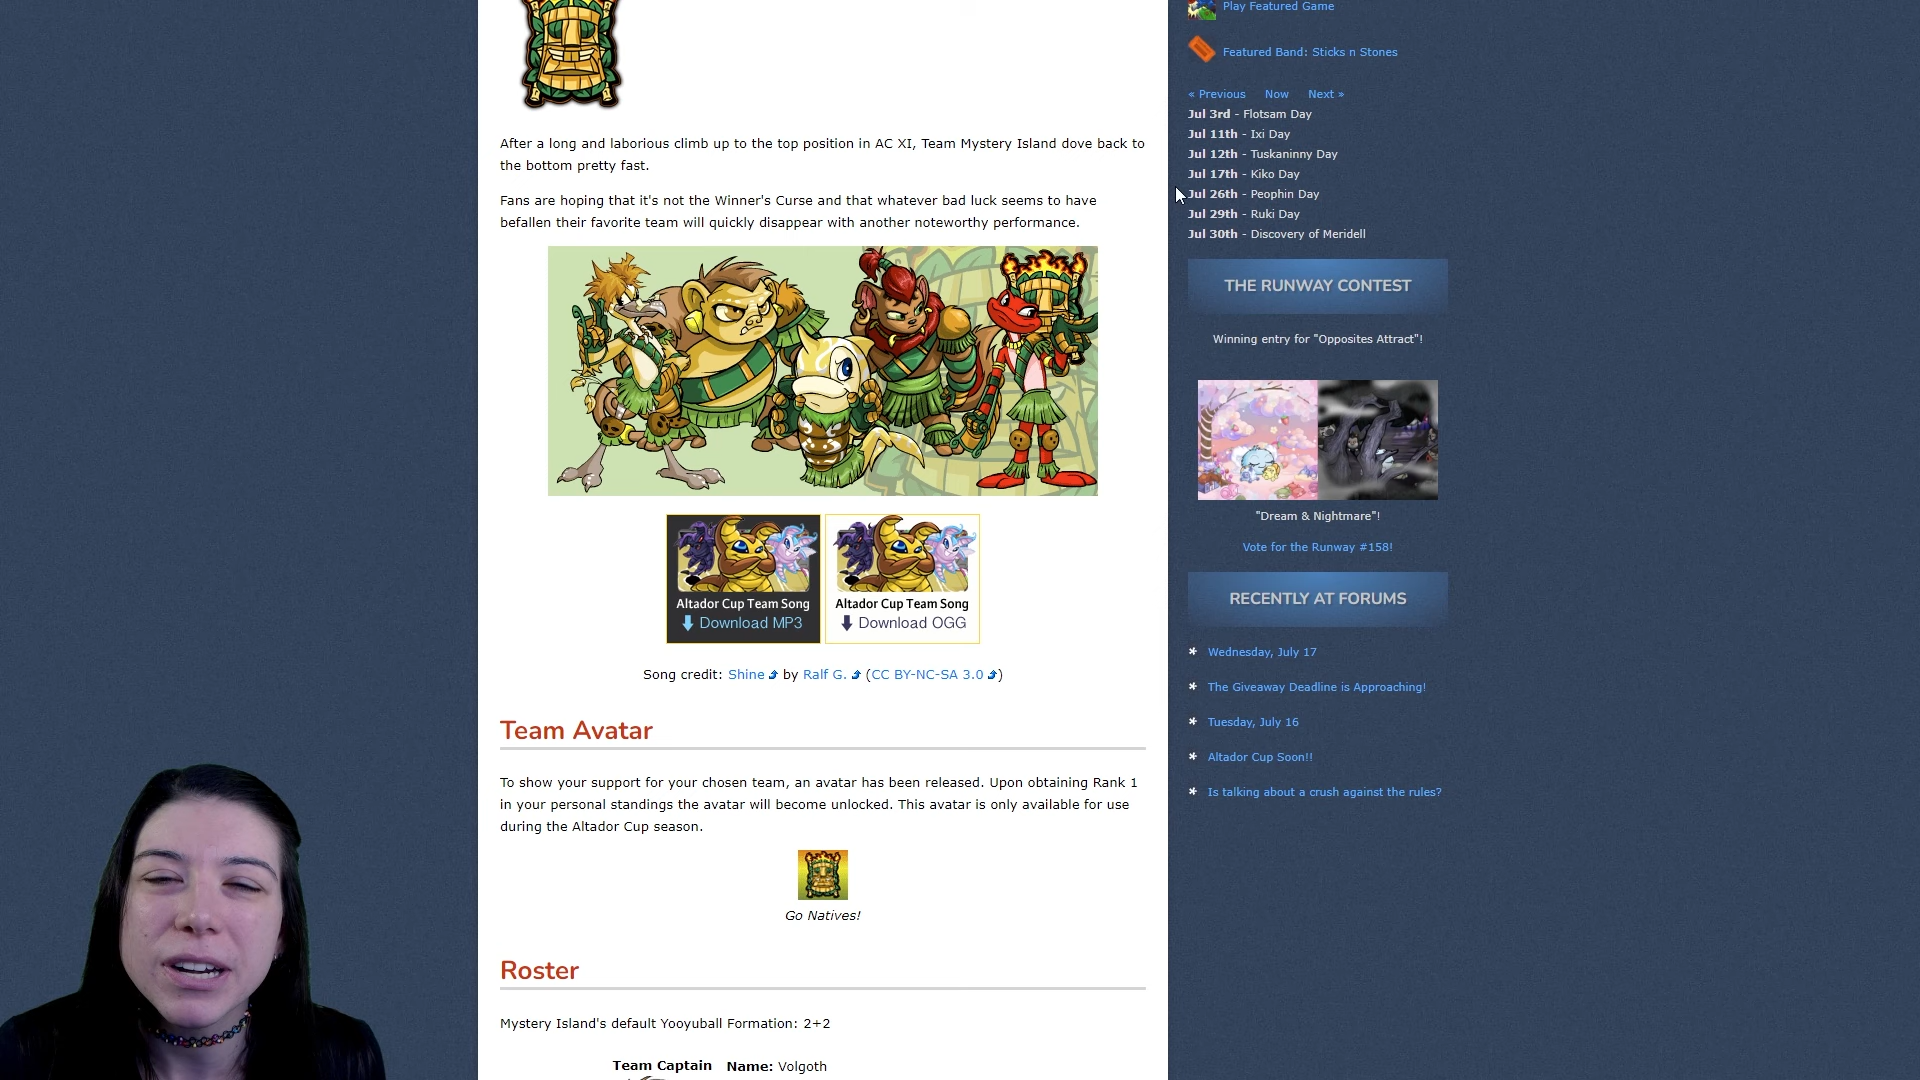 Play Featured Game
Featured Band: Sticks n Stones
« Previous Now Next »
Jul 3rd - Flotsam Day
Jul 11th - Ixi Day
Jul 12th - Tuskaninny Day
Jul 17th - Kiko Day
Jul 26th - Peophin Day
Jul 29th - Ruki Day
Jul 30th - Discovery of Meridell
THE RUNWAY CONTEST
Winning entry for "Opposites Attract"!
"Dream & Nightmare"!
Vote for the Runway #158!
RECENTLY AT FORUMS
Wednesday, July 17
The Giveaway Deadline is Approaching!
Tuesday, July 16
Altador Cup Soon!!
Is talking about a crush against the rules?
After a long and laborious climb up to the top position in AC XI, Team Mystery Island dove back to
the bottom pretty fast.
Fans are hoping that it's not the Winner's Curse and that whatever bad luck seems to have
befallen their favorite team will quickly disappear with another noteworthy performance.
Altador Cup Team Song
Download MP3
Altador Cup Team Song
Download OGG
Song credit: Shine by Ralf G. (CC BY-NC-SA 3.0)
Team Avatar
To show your support for your chosen team, an avatar has been released. Upon obtaining Rank 1
in your personal standings the avatar will become unlocked. This avatar is only available for use
during the Altador Cup season.
Go Natives!
Roster
Mystery Island's default Yooyuball Formation: 2+2
Team Captain Name: Volgoth